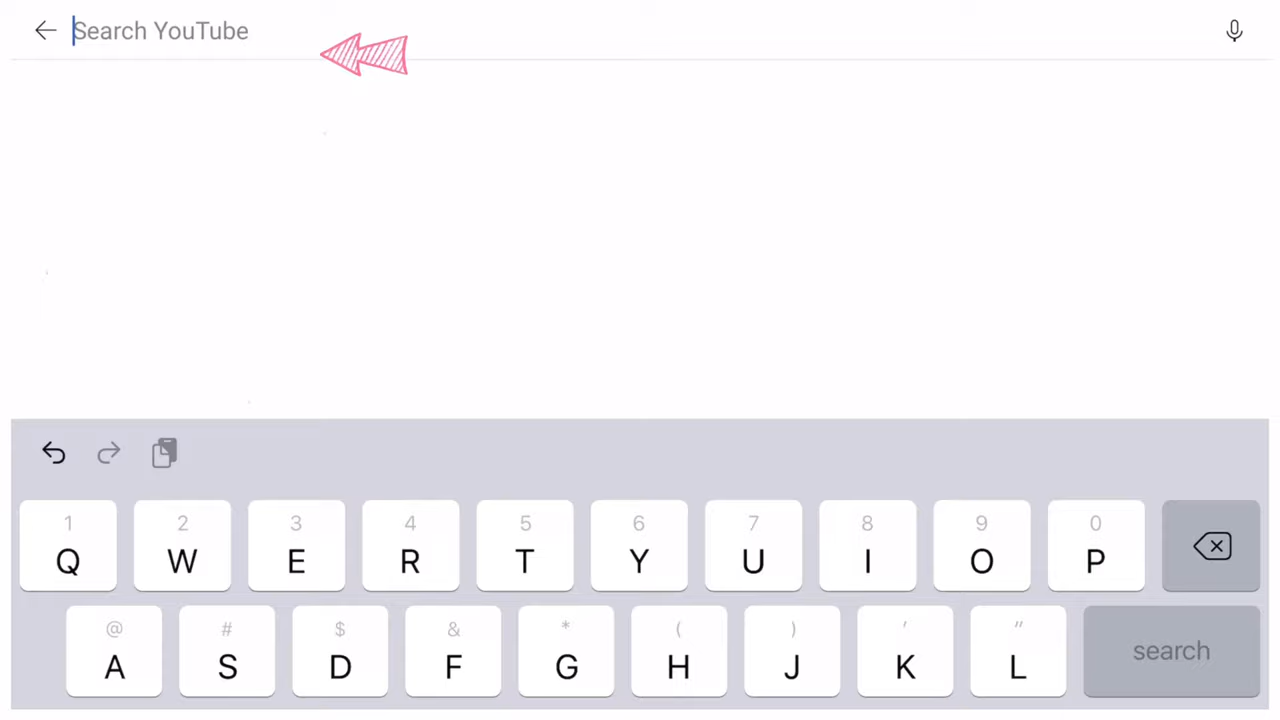 Search YouTube
1 2 3 4 5 6 7 8 9 0
Q W E R T Y U I O P
@ # $ & * ( ) ' "
A S D F G H J K L search